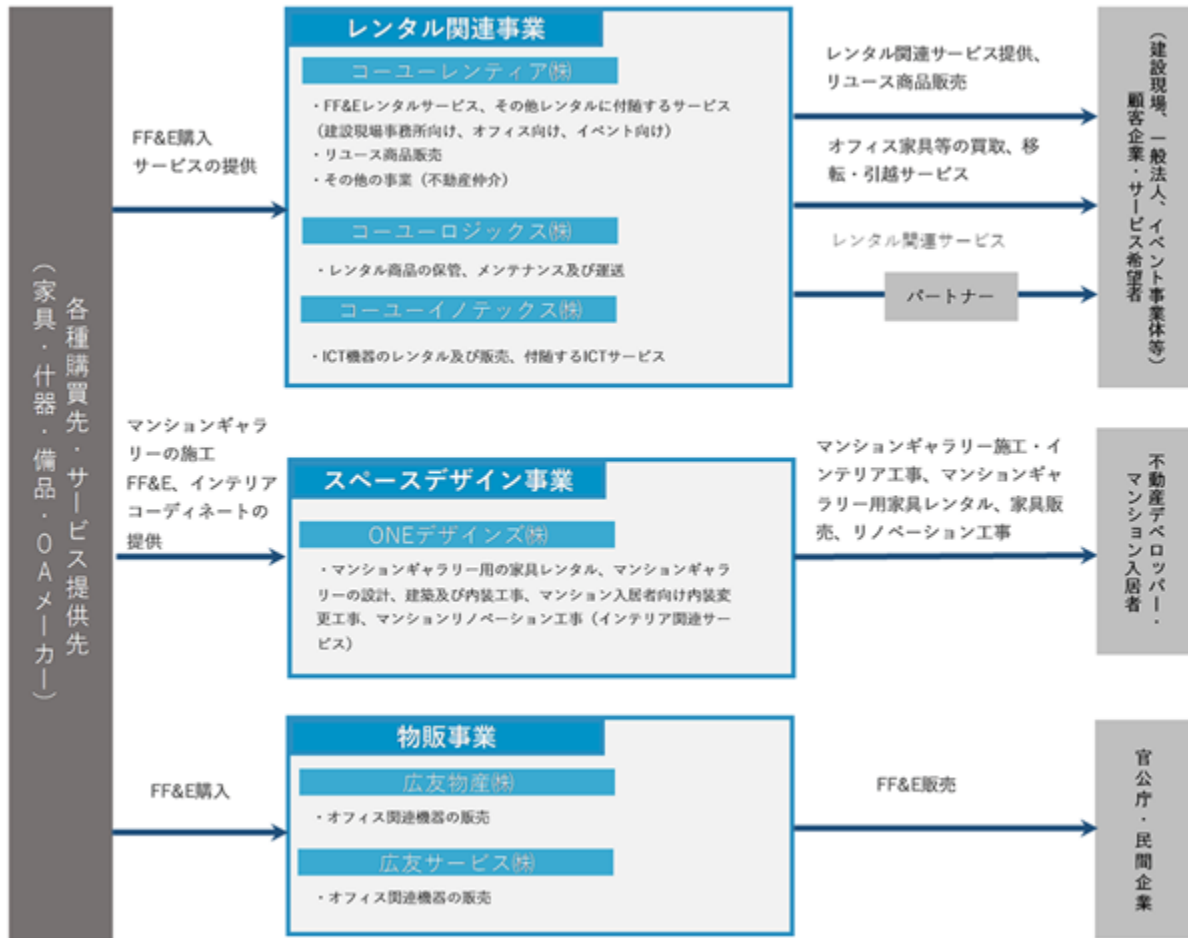 各種購買先・サービス提供先
（家具・什器・備品・OAメーカー）
FF&E購入
サービスの提供
レンタル関連事業
コーユーレンティア㈱
・FF&Eレンタルサービス、その他レンタルに付随するサービス
（建設現場事務所向け、オフィス向け、イベント向け）
・リユース商品販売
・その他の事業（不動産仲介）
コーユーロジックス㈱
・レンタル商品の保管、メンテナンス及び運送
コーユーイノテックス㈱
・ICT機器のレンタル及び販売、付随するICTサービス
レンタル関連サービス提供、
リユース商品販売
オフィス家具等の買取、移
転・引越サービス
レンタル関連サービス
パートナー
（建設現場、一般法人、イベント事業体等）
顧客企業・サービス希望者
マンションギャラ
リーの施工
FF&E、インテリア
コーディネートの
提供
スペースデザイン事業
ONEデザインズ㈱
・マンションギャラリー用の家具レンタル、マンションギャラ
リーの設計、建築及び内装工事、マンション入居者向け内装変
更工事、マンションリノベーション工事（インテリア関連サー
ビス）
マンションギャラリー施工・イ
ンテリア工事、マンションギャ
ラリー用家具レンタル、家具販
売、リノベーション工事
不動産デベロッパー・
マンション入居者
FF&E購入
物販事業
広友物産㈱
・オフィス関連機器の販売
広友サービス㈱
・オフィス関連機器の販売
FF&E販売
官公庁・民間企業